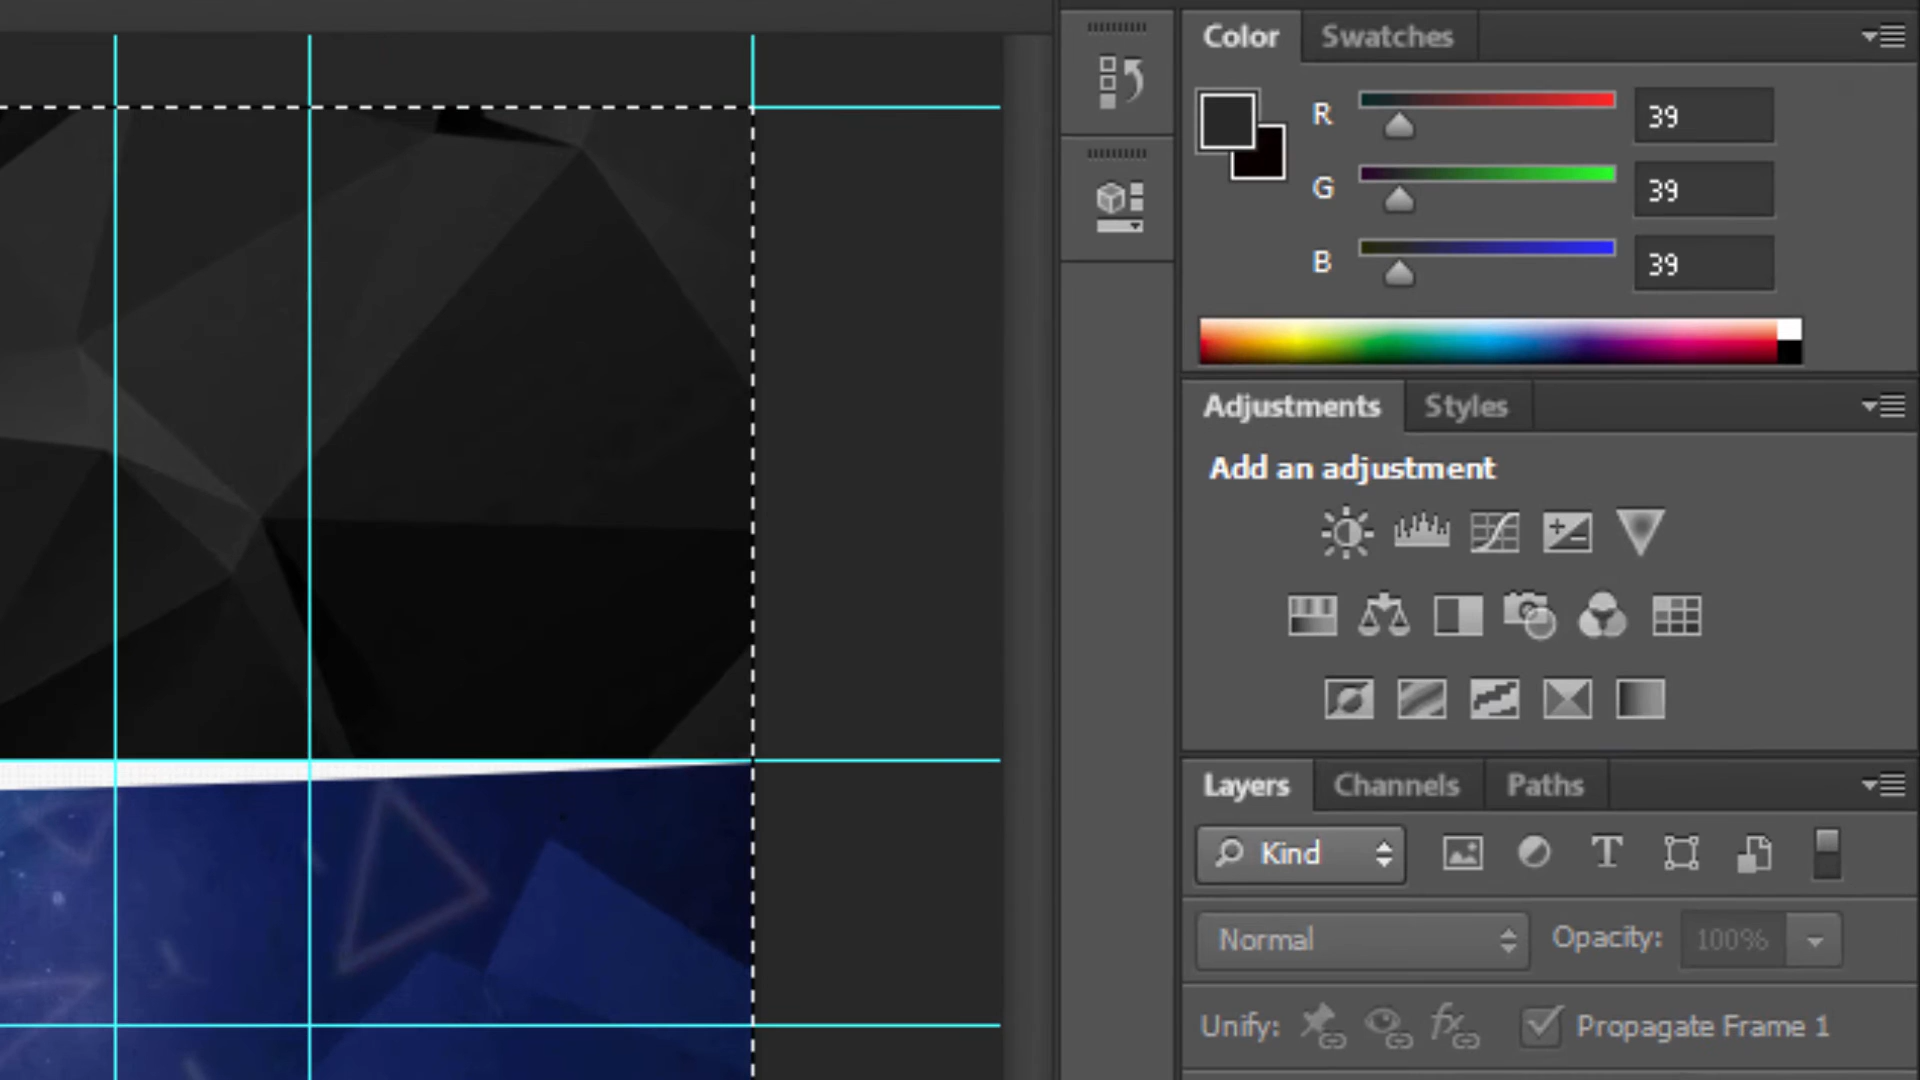 Color Swatches
R 39
G 39
B 39
Adjustments Styles
Add an adjustment
Layers Channels Paths
Kind
Normal Opacity: 100%
Unify: Propagate Frame 1